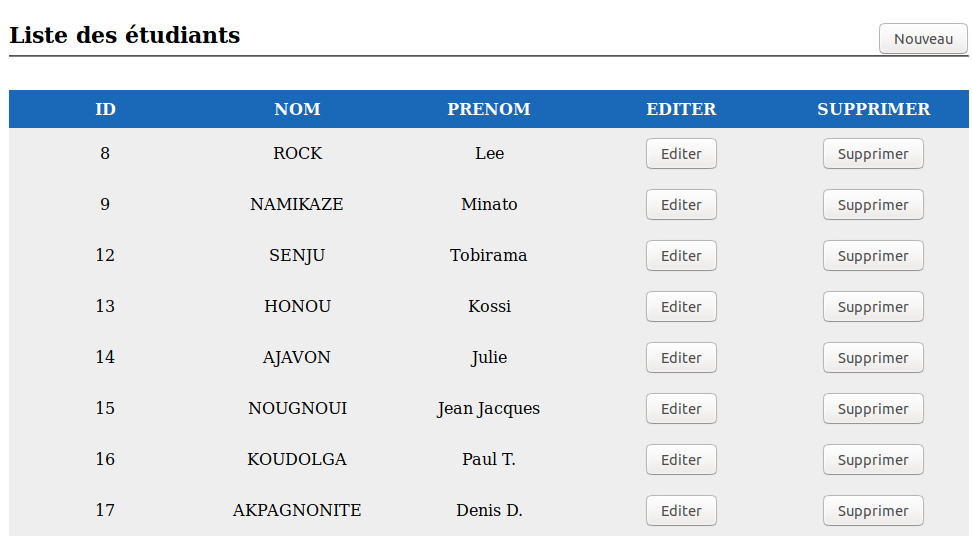 Liste des étudiants
Nouveau
ID NOM PRENOM EDITER SUPPRIMER
8 ROCK Lee Editer Supprimer
9 NAMIKAZE Minato Editer Supprimer
12 SENJU Tobirama Editer Supprimer
13 HONOU Kossi Editer Supprimer
14 AJAVON Julie Editer Supprimer
15 NOUGNOUI Jean Jacques Editer Supprimer
16 KOUDOLGA Paul T. Editer Supprimer
17 AKPAGNONITE Denis D. Editer Supprimer